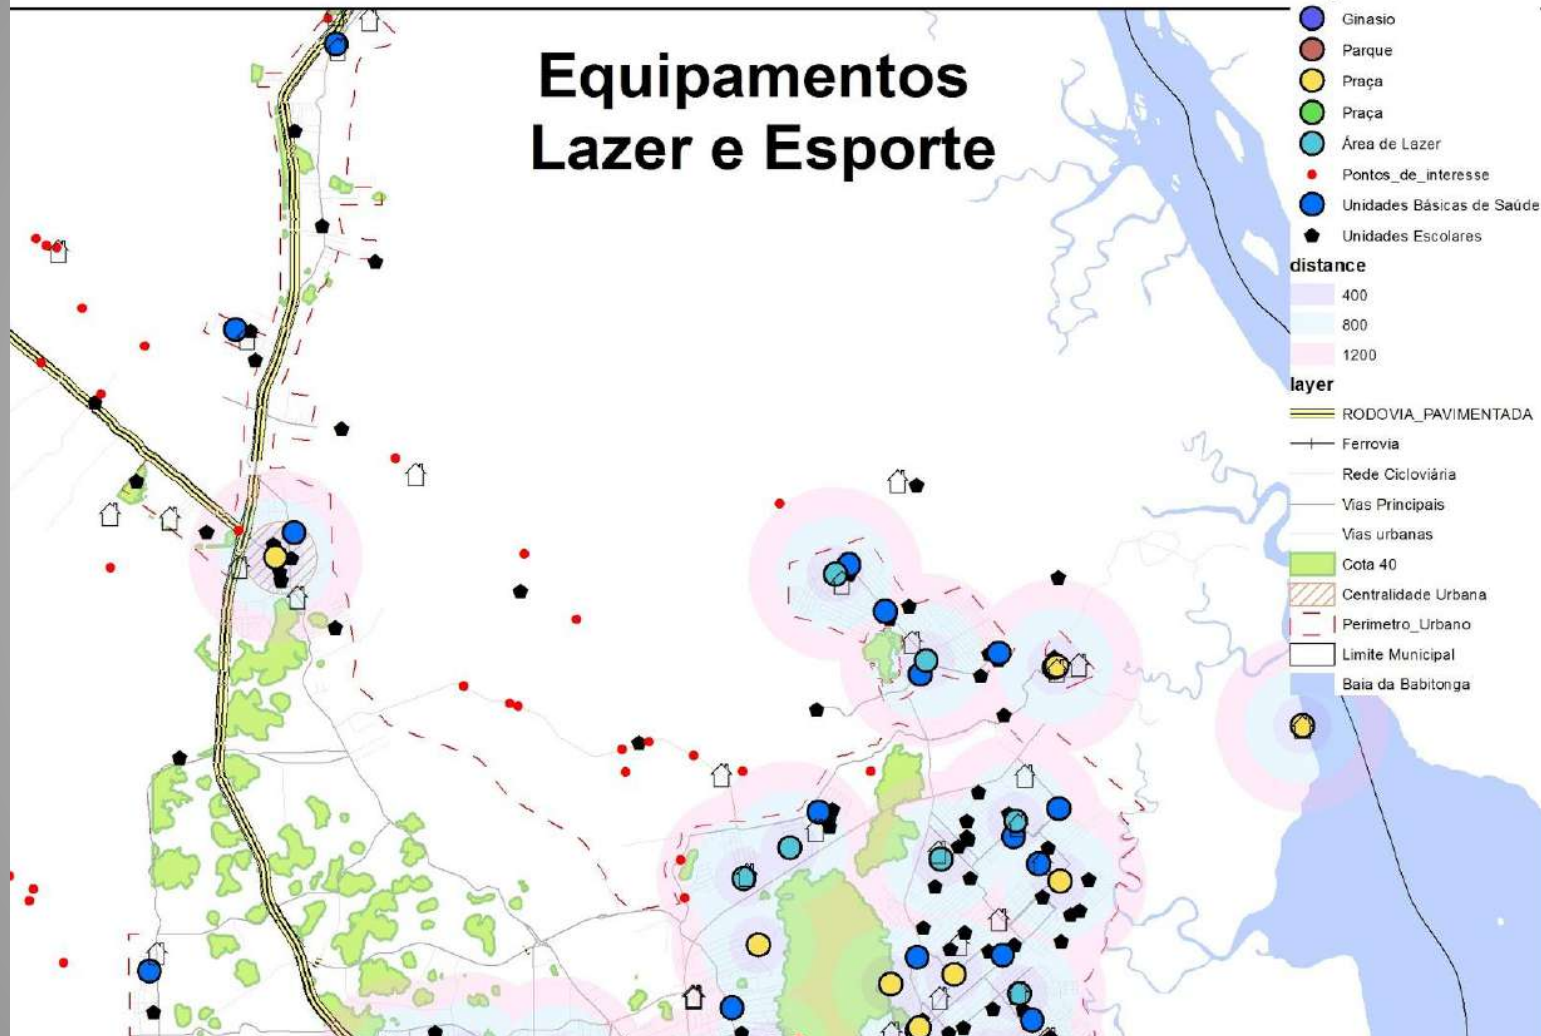 Equipamentos
Lazer e Esporte
Ginasio
Parque
Praça
Praça
Área de Lazer
Pontos_de_interesse
Unidades Básicas de Saúde
Unidades Escolares
distance
400
800
1200
layer
RODOVIA_PAVIMENTADA
Ferrovia
Rede Cicloviária
Vias Principais
Vias urbanas
Cota 40
Centralidade Urbana
Perimetro_Urbano
Limite Municipal
Baia da Babitonga